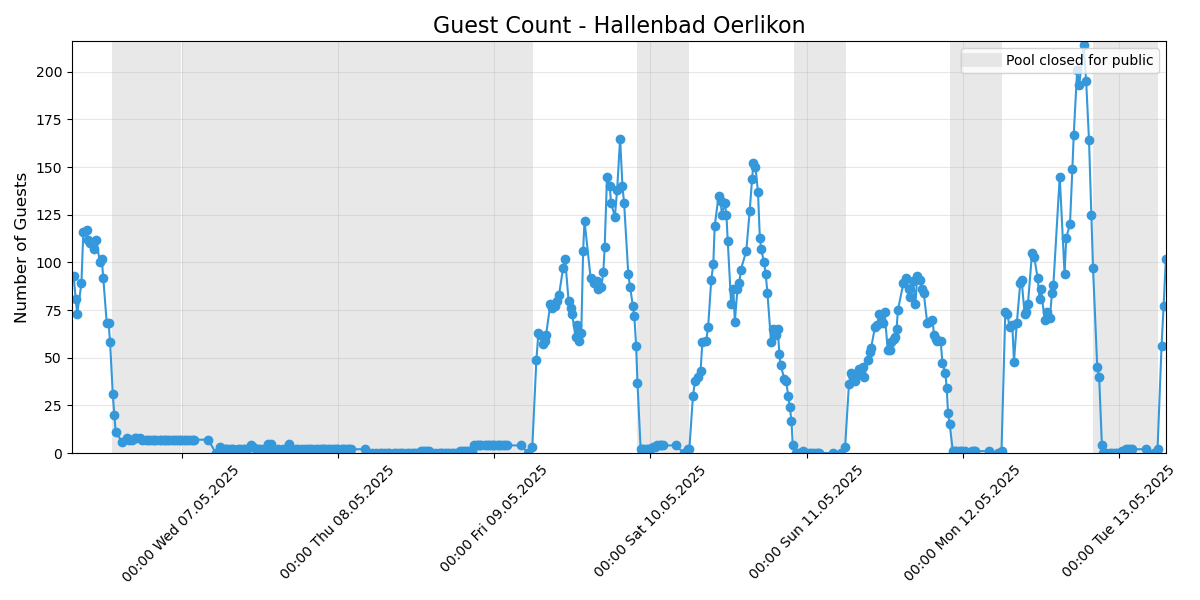 Guest Count - Hallenbad Oerlikon
Pool closed for public
Number of Guests
200
175
150
125
100
75
50
25
0
00:00 Wed 07.05.2025
00:00 Thu 08.05.2025
00:00 Fri 09.05.2025
00:00 Sat 10.05.2025
00:00 Sun 11.05.2025
00:00 Mon 12.05.2025
00:00 Tue 13.05.2025